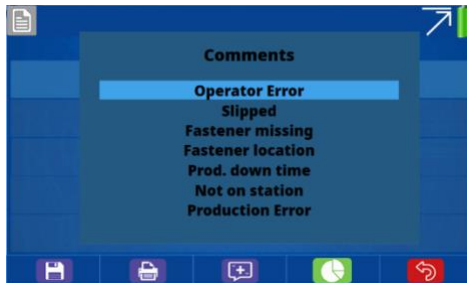 Comments
Operator Error
Slipped
Fastener missing
Fastener location
Prod. down time
Not on station
Production Error